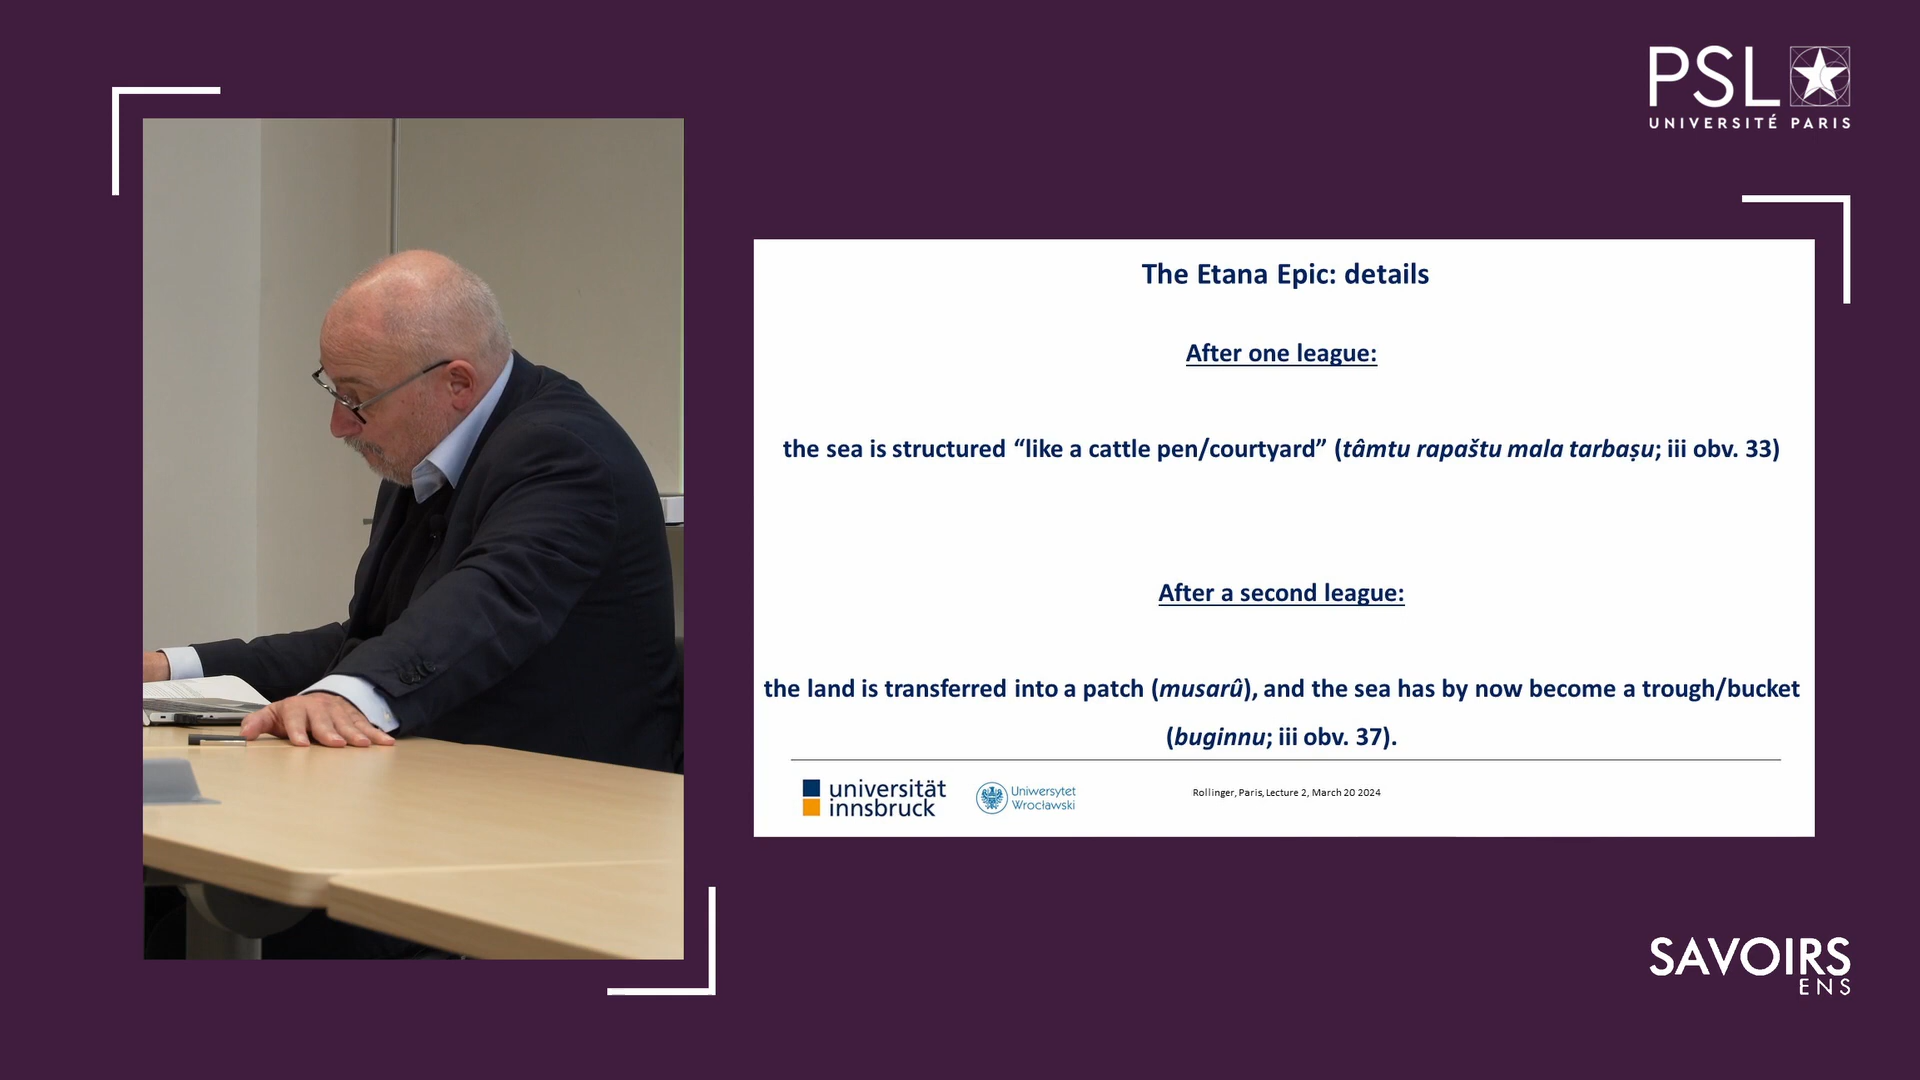 PSL
UNIVERSITÉ PARIS
The Etana Epic: details
After one league:
the sea is structured “like a cattle pen/courtyard” (tâmtu rapaštu mala tarbaṣu; iii obv. 33)
After a second league:
the land is transferred into a patch (musarû), and the sea has by now become a trough/bucket
(buginnu; iii obv. 37).
universität
innsbruck
Uniwersytet
Wrocławski
Rollinger, Paris, Lecture 2, March 20 2024
SAVOIRS
ENS